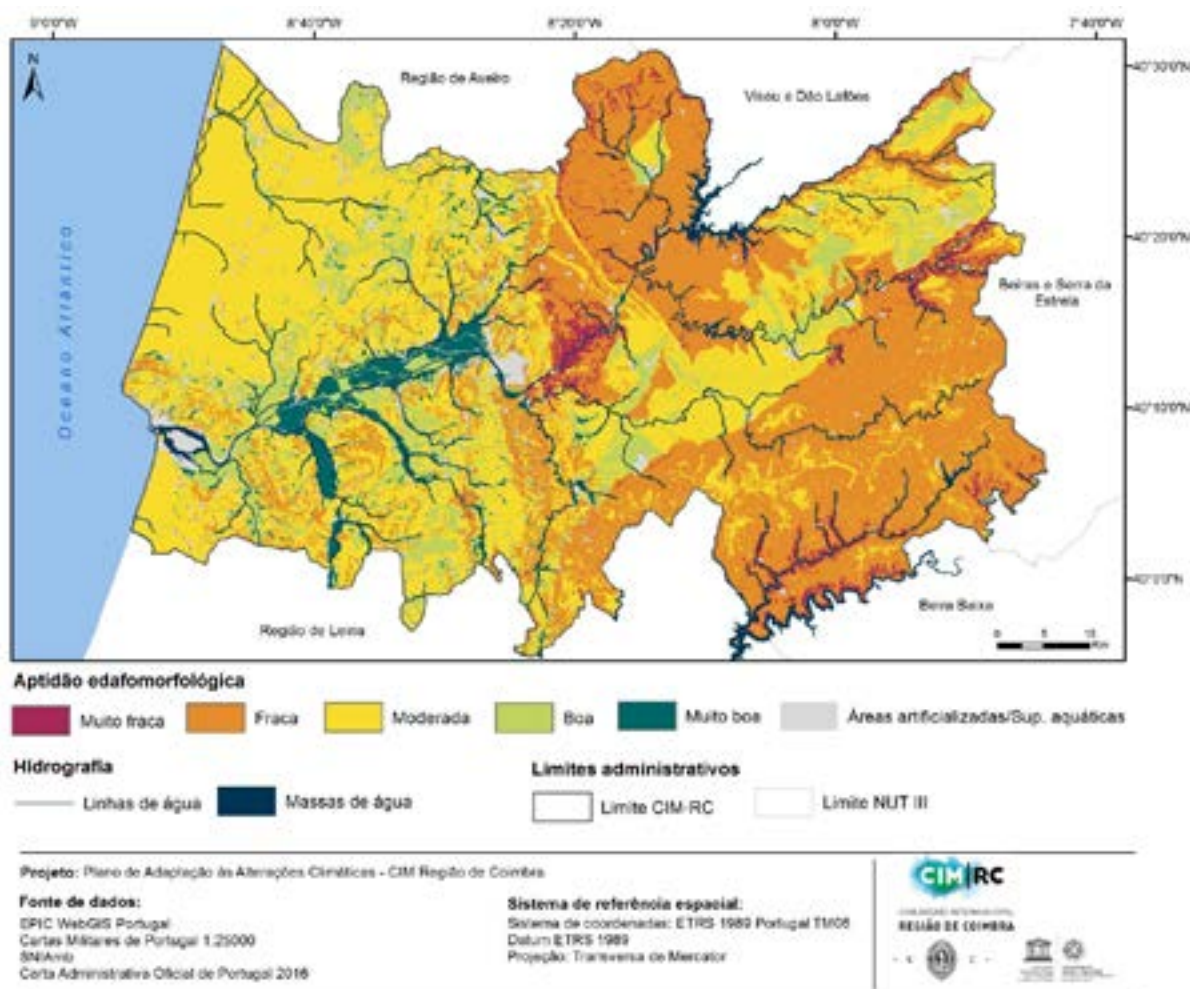 8°40'0"W
8°20'0"W
8°0'0"W
7°40'0"W
N
Região de Aveiro
Viseu e Dão Lafões
40°30'0"N
Oceano Atlântico
40°20'0"N
Beiras e Serra da
Estrela
40°10'0"N
40°0'0"N
Região de Leiria
Beira Baixa
0 5 10
Km
Aptidão edafomorfológica
Muito fraca
Fraca
Moderada
Boa
Muito boa
Áreas artificializadas/Sup. aquáticas
Hidrografia
Limites administrativos
Linhas de água
Massas de água
Limite CIM-RC
Limite NUT III
Projeto: Plano de Adaptação às Alterações Climáticas - CIM Região de Coimbra
Fonte de dados:
EPIC WebGIS Portugal
Cartas Militares de Portugal 1:25000
SNIAmb
Carta Administrativa Oficial de Portugal 2016
Sistema de referência espacial:
Sistema de coordenadas: ETRS 1989 Portugal TM06
Datum ETRS 1989
Projeção: Transversa de Mercator
CIM|RC
COMUNIDADE INTERMUNICIPAL
REGIÃO DE COIMBRA